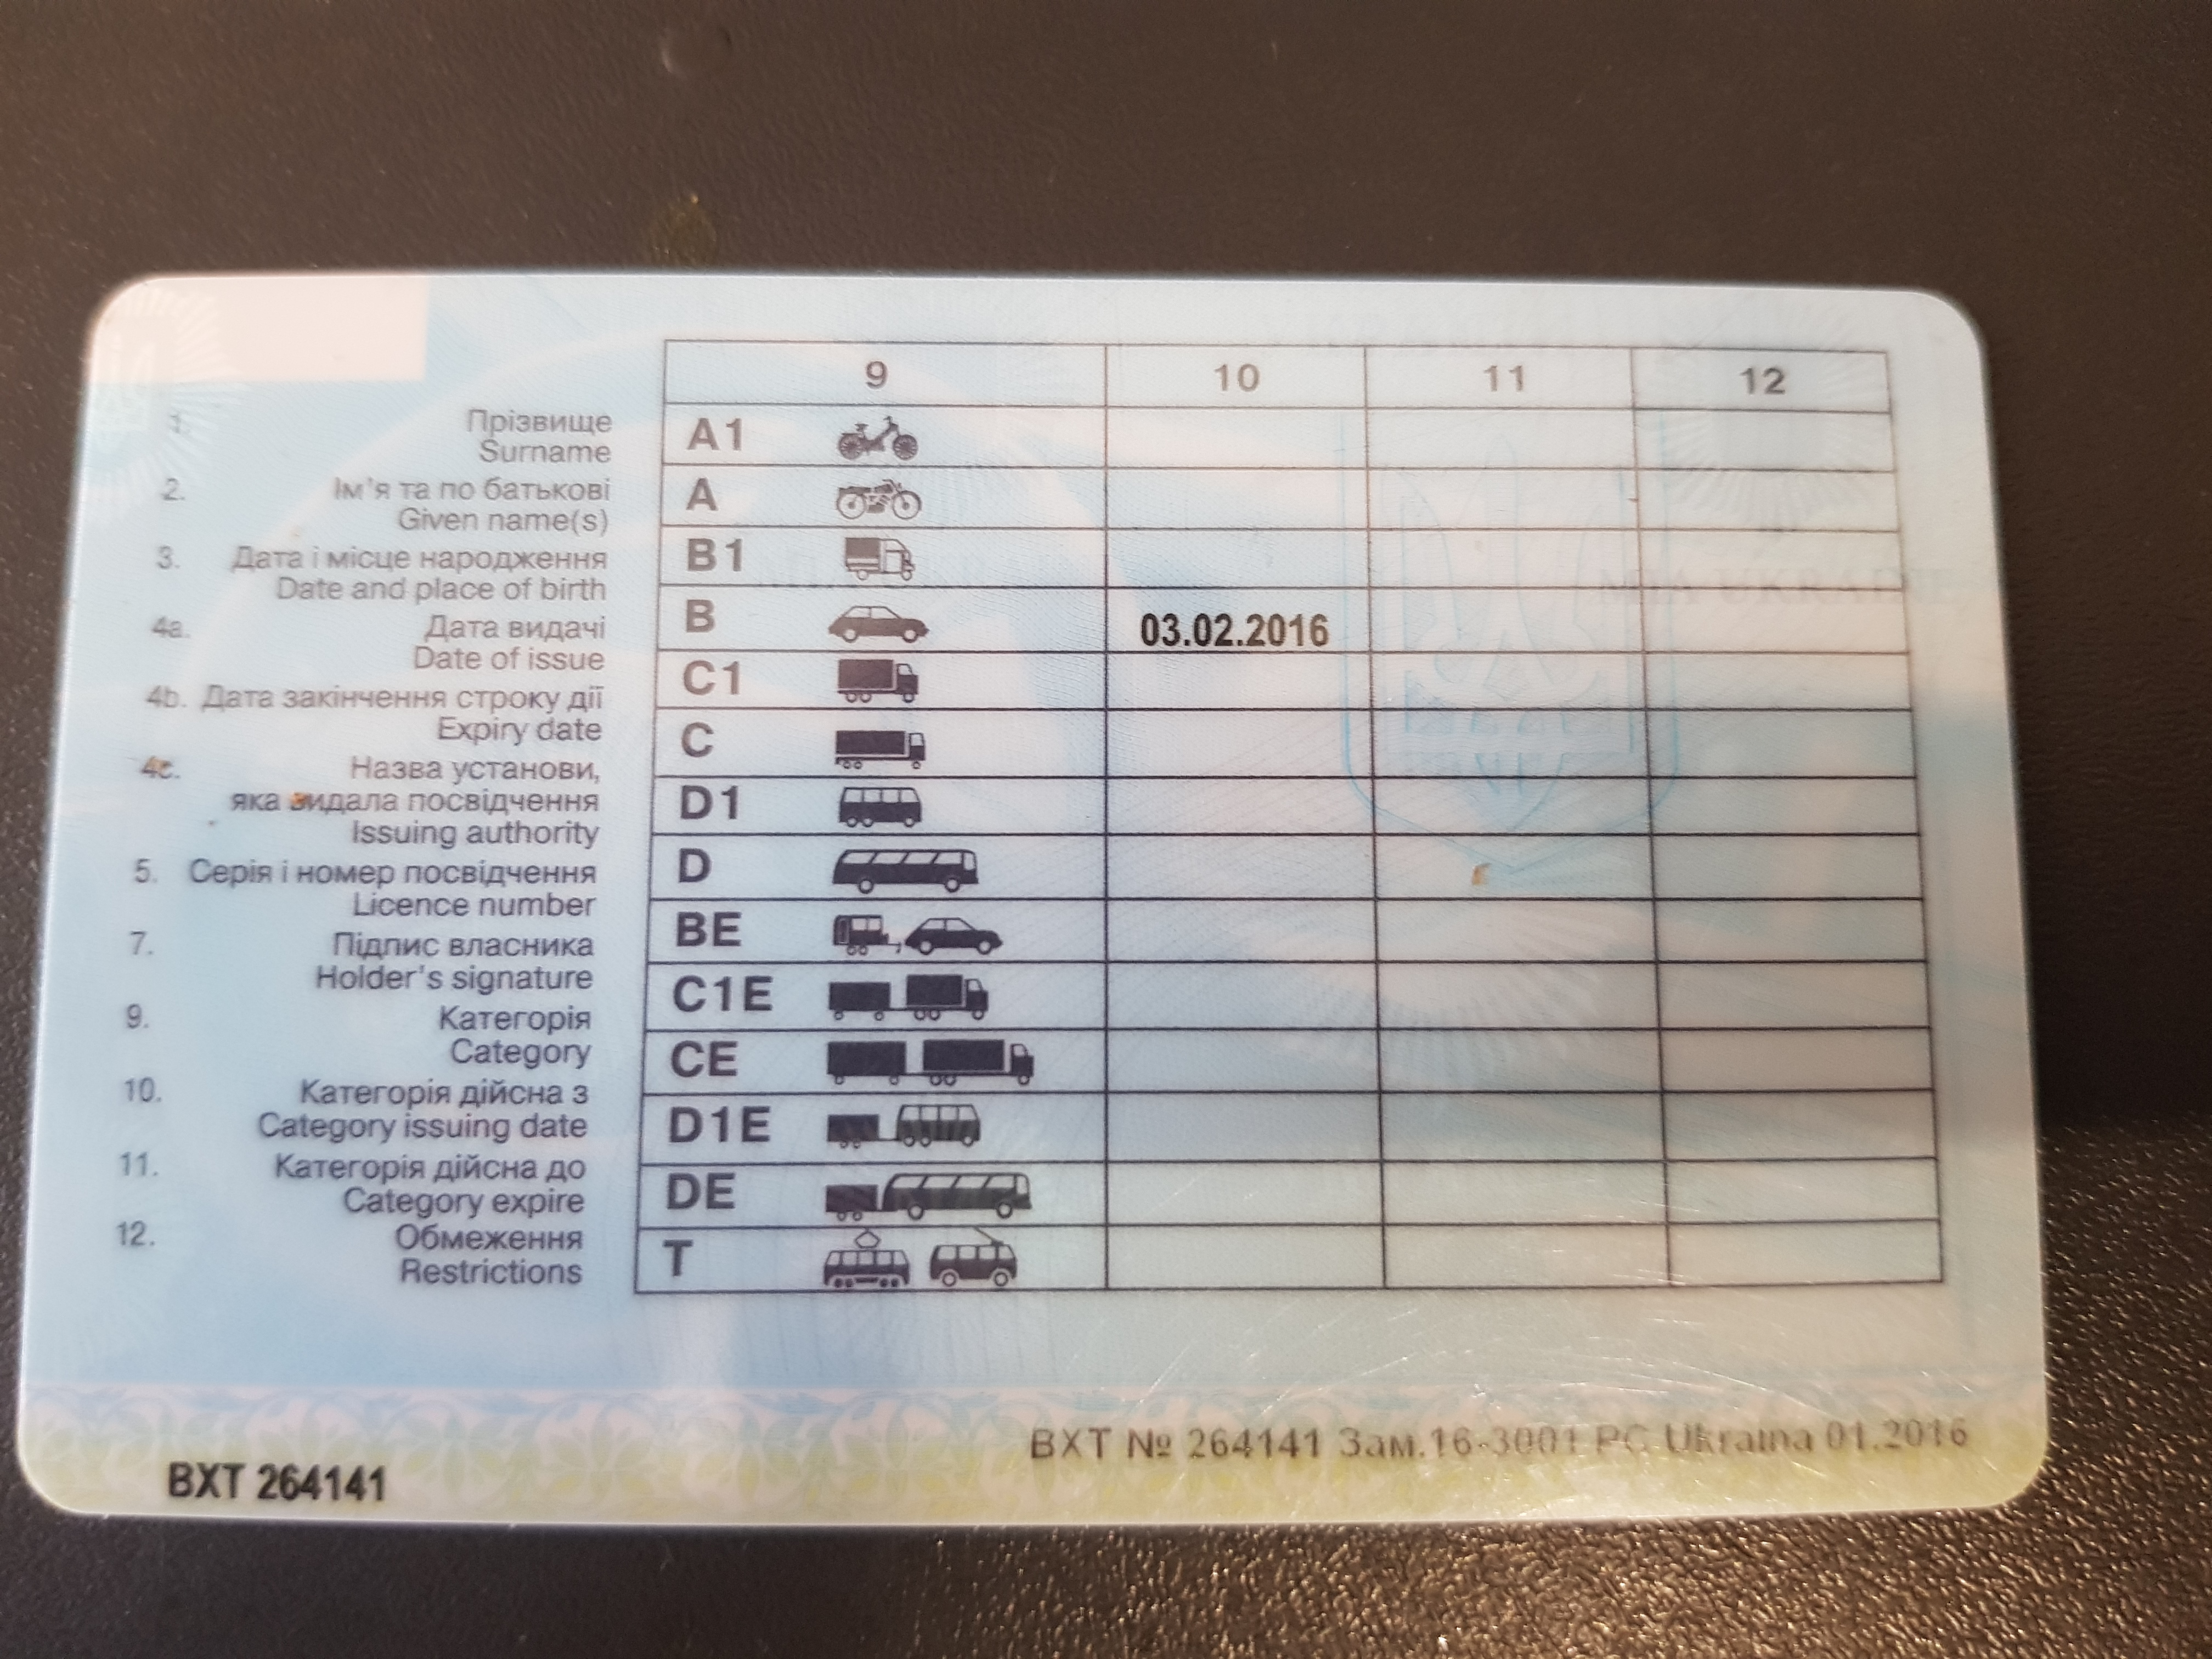 1. Прізвище
Surname
2. Ім'я та по батькові
Given name(s)
3. Дата і місце народження
Date and place of birth
4a. Дата видачі
Date of issue
4b. Дата закінчення строку дії
Expiry date
4c. Назва установи,
яка видала посвідчення
Issuing authority
5. Серія і номер посвідчення
Licence number
7. Підпис власника
Holder's signature
9. Категорія
Category
10. Категорія дійсна з
Category issuing date
11. Категорія дійсна до
Category expire
12. Обмеження
Restrictions
9 10 11 12
A1
A
B1
B 03.02.2016
C1
C
D1
D
BE
C1E
CE
D1E
DE
T
BXT 264141
BXT № 264141 Зам.16-3001 PC Ukraina 01.2016